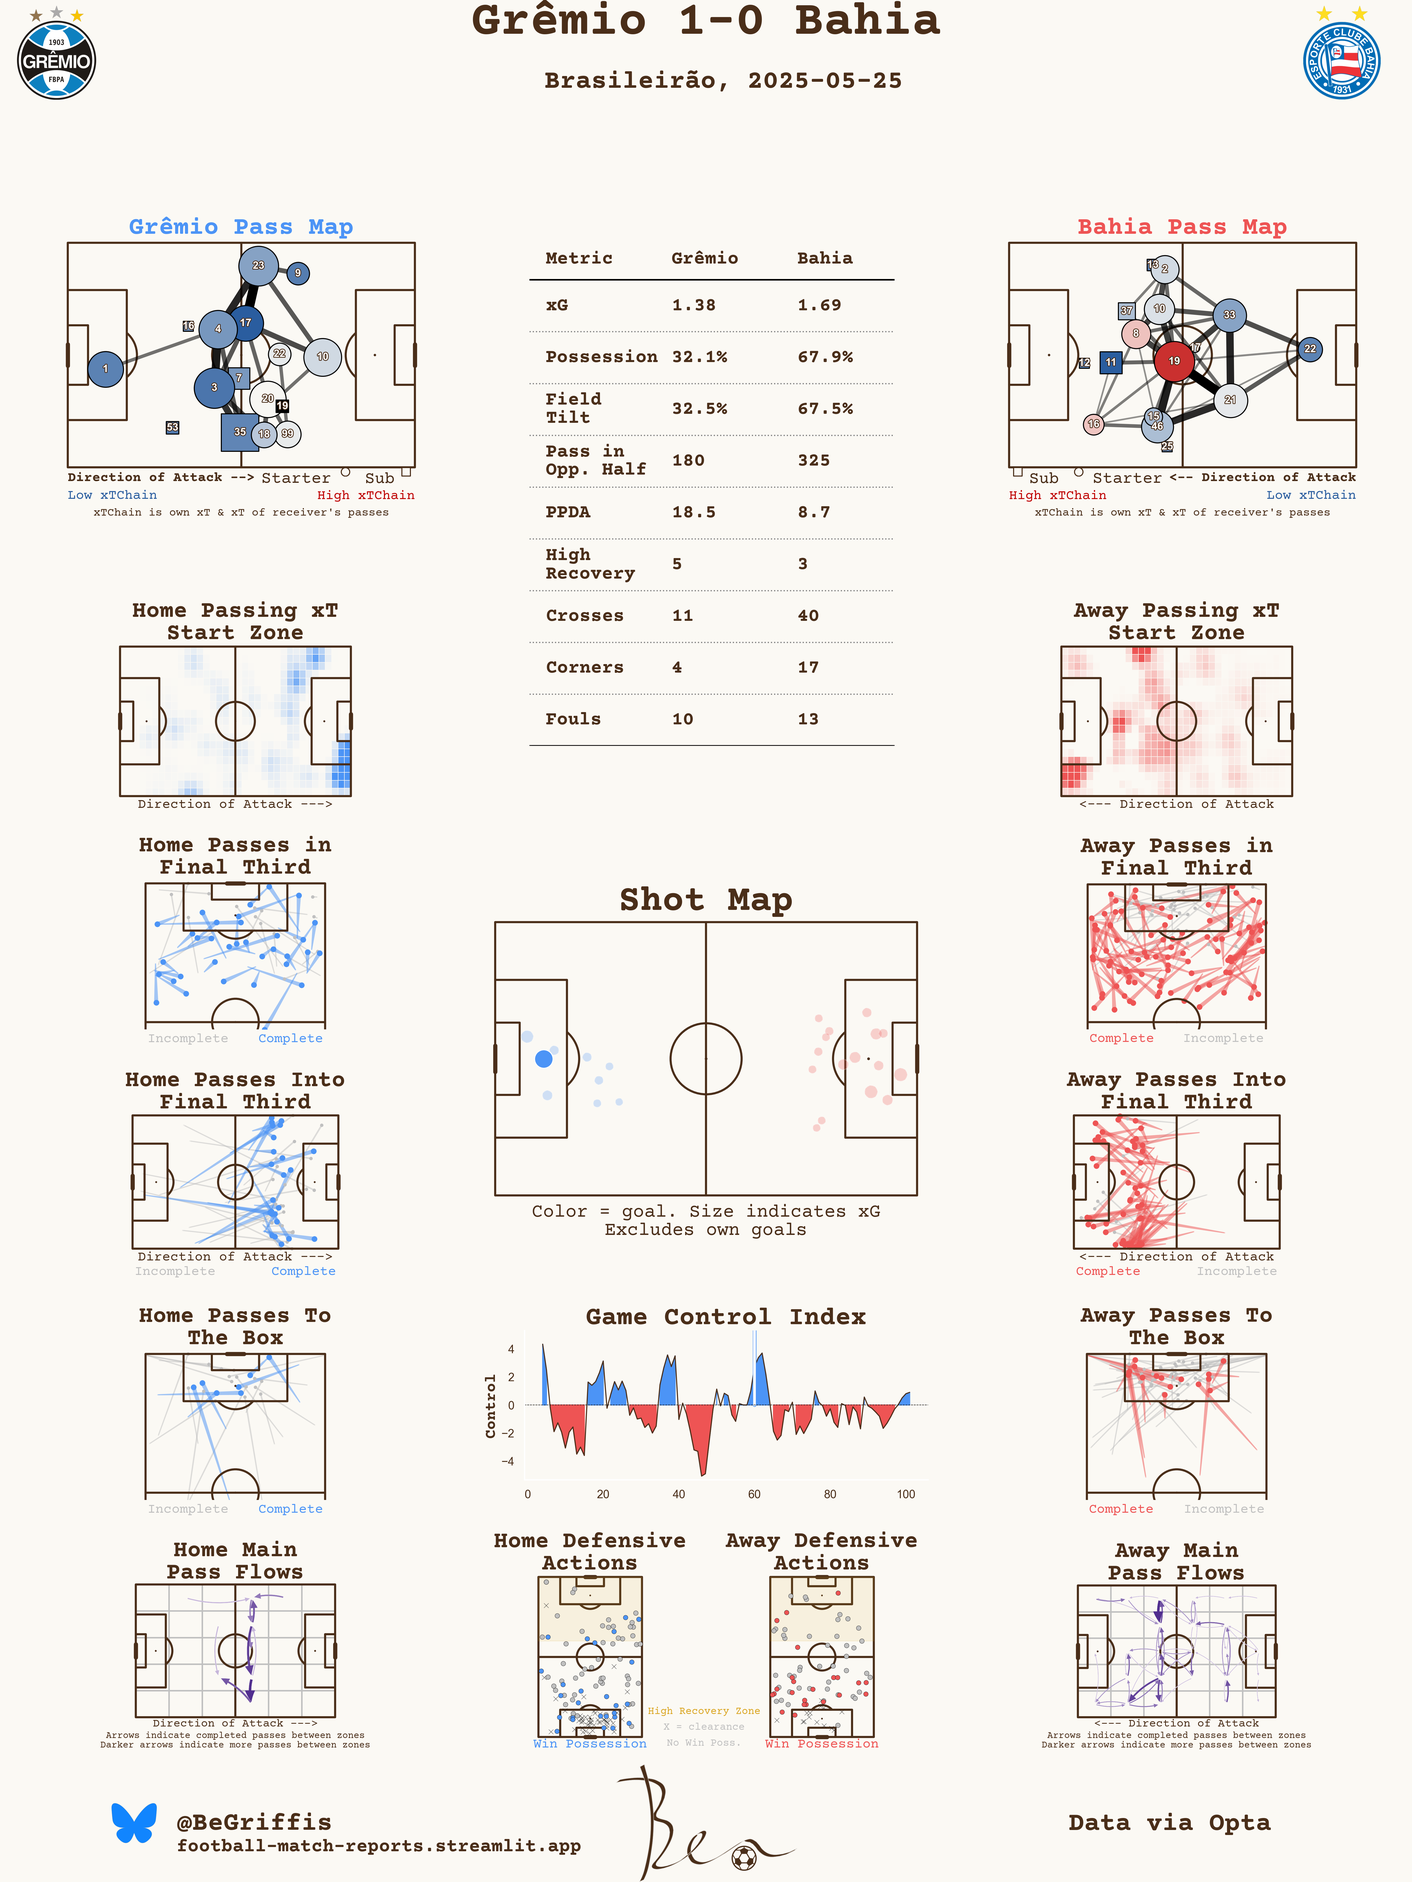 Grêmio 1-0 Bahia
Brasileirão, 2025-05-25
1903
GRÊMIO
FBPA
ESPORTE CLUBE BAHIA
1931
Grêmio Pass Map
23
9
16
4
17
22
10
1
3
7
20
19
53
35
18
99
Direction of Attack --> Starter Sub
Low xTChain High xTChain
xTChain is own xT & xT of receiver's passes
Metric Grêmio Bahia
xG 1.38 1.69
Possession 32.1% 67.9%
Field
Tilt 32.5% 67.5%
Pass in
Opp. Half 180 325
PPDA 18.5 8.7
High
Recovery 5 3
Crosses 11 40
Corners 4 17
Fouls 10 13
Bahia Pass Map
13
2
37
10
33
8
17
22
12
11
19
21
16
15
46
25
Sub Starter <-- Direction of Attack
High xTChain Low xTChain
xTChain is own xT & xT of receiver's passes
Home Passing xT
Start Zone
Direction of Attack --->
Away Passing xT
Start Zone
<--- Direction of Attack
Home Passes in
Final Third
Incomplete Complete
Away Passes in
Final Third
Complete Incomplete
Shot Map
Color = goal. Size indicates xG
Excludes own goals
Home Passes Into
Final Third
Direction of Attack --->
Incomplete Complete
Away Passes Into
Final Third
<--- Direction of Attack
Complete Incomplete
Home Passes To
The Box
Incomplete Complete
Game Control Index
Control
4
2
0
−2
−4
0 20 40 60 80 100
Away Passes To
The Box
Complete Incomplete
Home Main
Pass Flows
Direction of Attack --->
Arrows indicate completed passes between zones
Darker arrows indicate more passes between zones
Home Defensive
Actions
Win Possession
Away Defensive
Actions
Win Possession
High Recovery Zone
X = clearance
No Win Poss.
Away Main
Pass Flows
<--- Direction of Attack
Arrows indicate completed passes between zones
Darker arrows indicate more passes between zones
@BeGriffis
football-match-reports.streamlit.app
Ben
Data via Opta